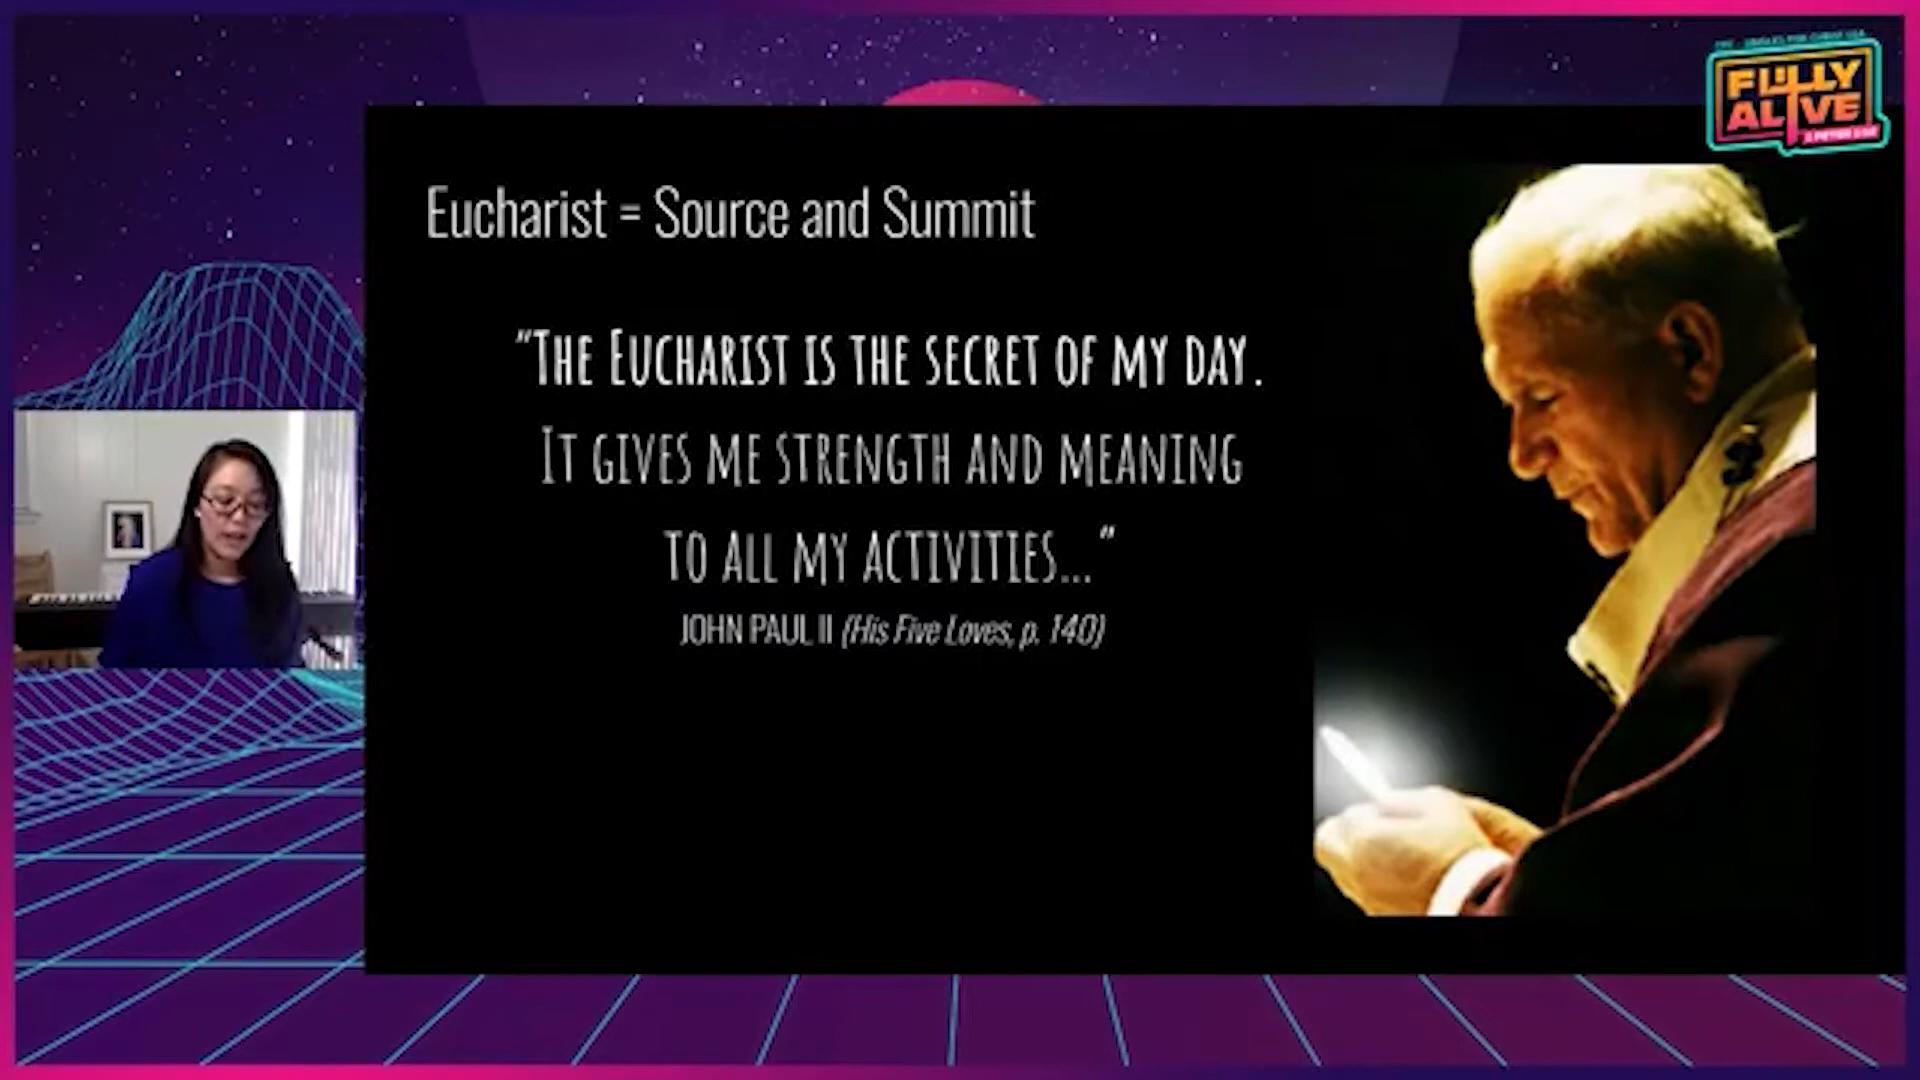 FULLY
ALIVE
Eucharist = Source and Summit
"THE EUCHARIST IS THE SECRET OF MY DAY.
IT GIVES ME STRENGTH AND MEANING
TO ALL MY ACTIVITIES..."
JOHN PAUL II (His Five Loves, p. 140)